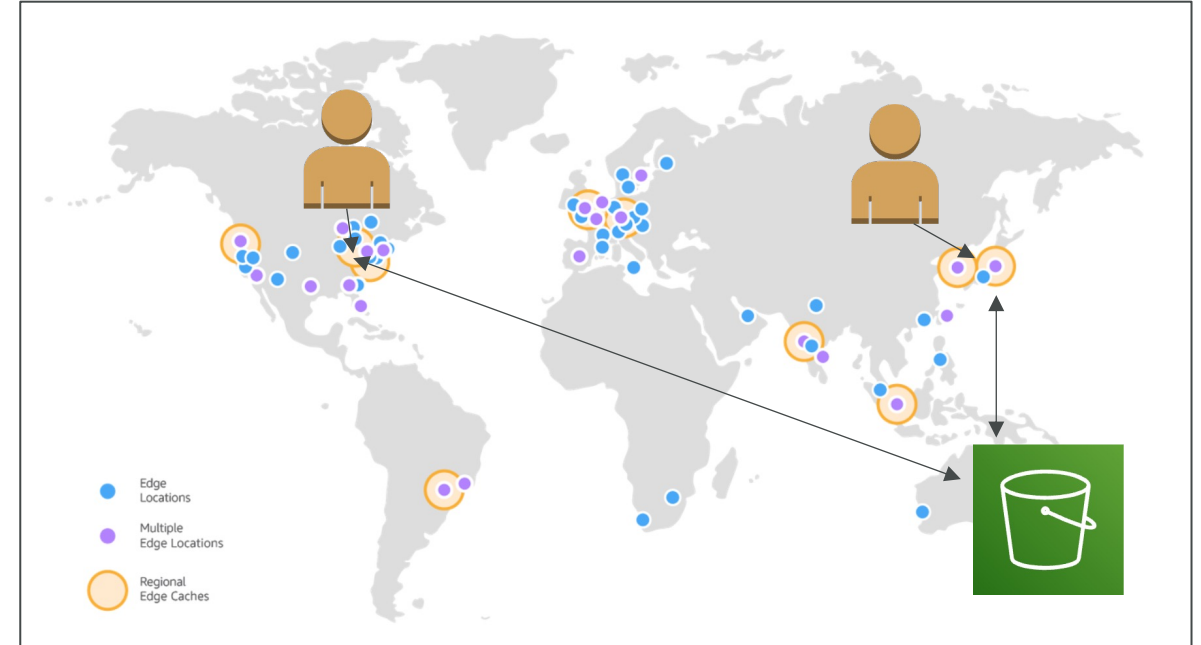 Edge
Locations
Multiple
Edge Locations
Regional
Edge Caches